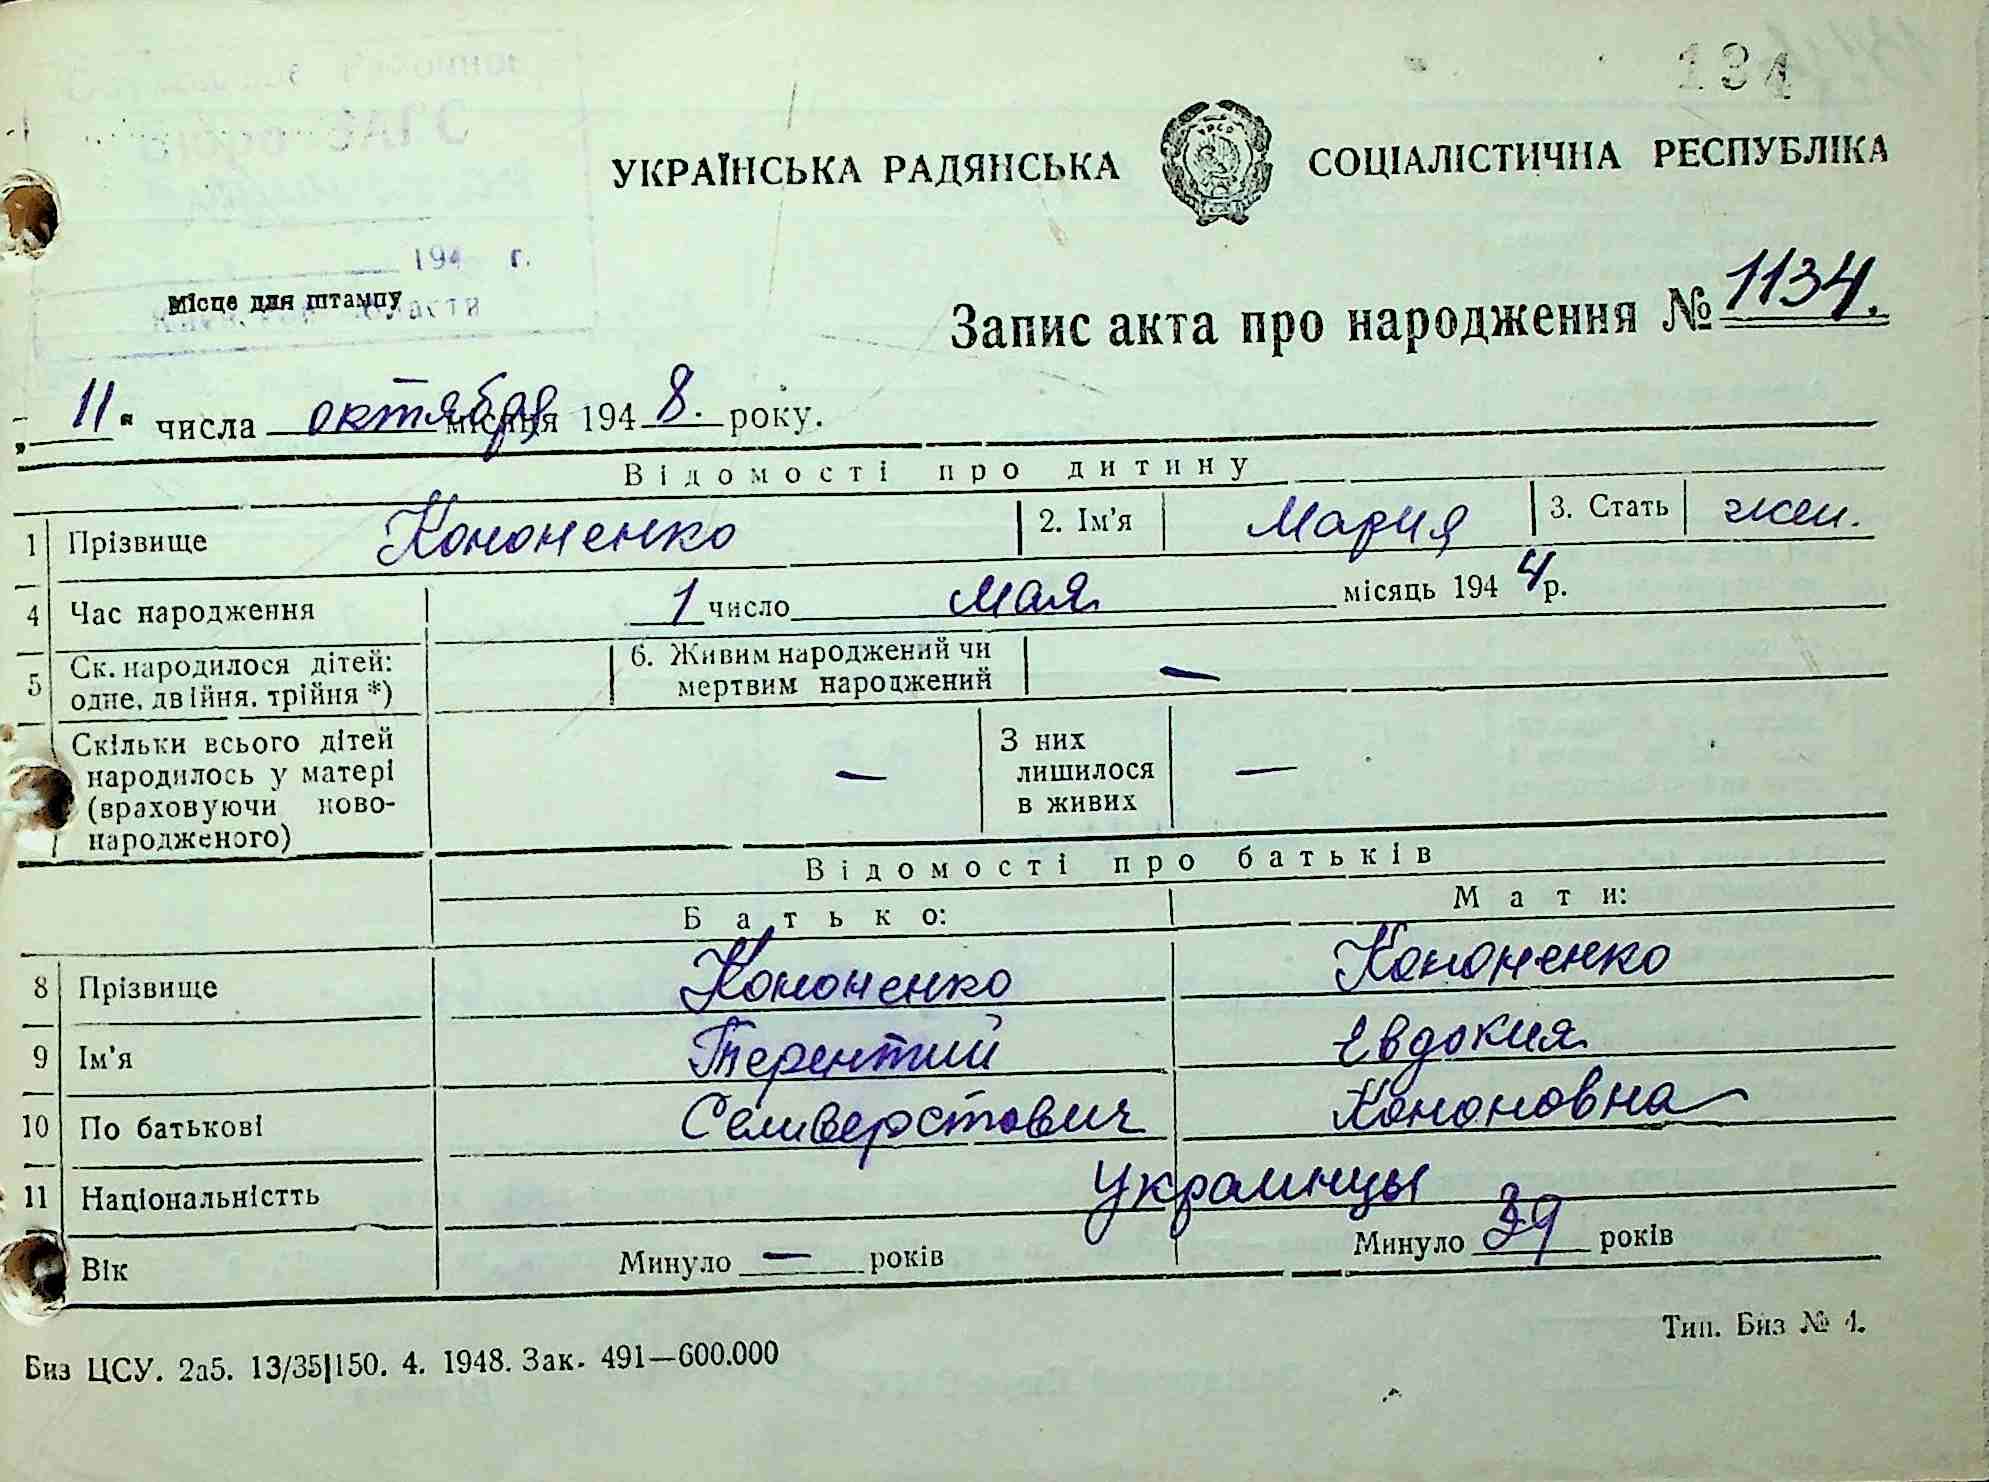 134
УКРАЇНСЬКА РАДЯНСЬКА СОЦІАЛІСТИЧНА РЕСПУБЛІКА
194 г.
Місце для штампу
Запис акта про народження № 1134.
„ 11 “ числа октября місяця 1948. року.
Відомості про дитину
1 Прізвище Кононенко 2. Ім’я Мария 3. Стать жен.
4 Час народження 1 число мая місяць 1944 р.
5 Ск. народилося дітей: одне, двійня, трійня *) 6. Живим народжений чи мертвим народжений —
Скільки всього дітей народилось у матері (враховуючи ново-народженого) — З них лишилося в живих —
Відомості про батьків
Батько: Мати:
8 Прізвище Кононенко Кононенко
9 Ім’я Терентий Евдокия
10 По батькові Селиверстович Кононовна
11 Національністть Украинцы
Вік Минуло — років Минуло 39 років
Биз ЦСУ. 2а5. 13/35|150. 4. 1948. Зак. 491—600.000
Тип. Биз № 1.